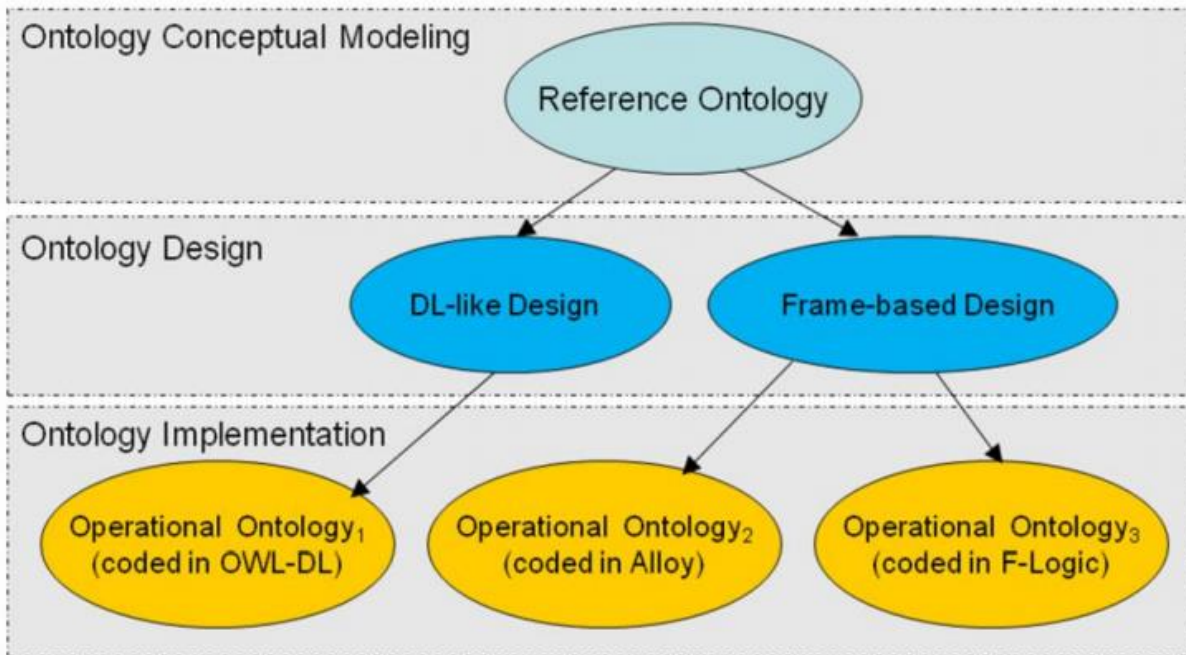 Ontology Conceptual Modeling
Reference Ontology
Ontology Design
DL-like Design
Frame-based Design
Ontology Implementation
Operational Ontology₁
(coded in OWL-DL)
Operational Ontology₂
(coded in Alloy)
Operational Ontology₃
(coded in F-Logic)